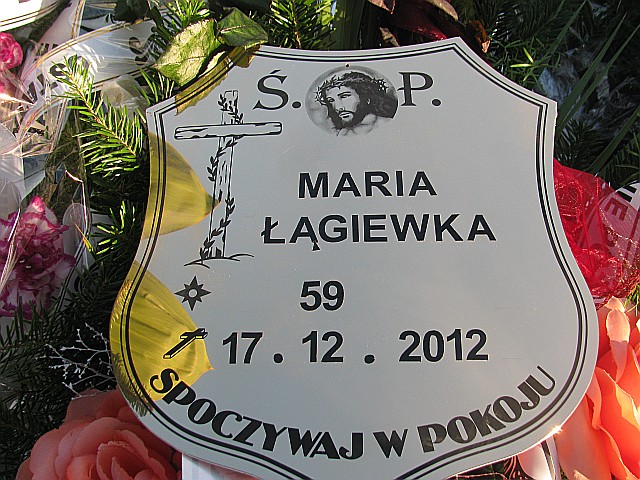 Ś. P.
MARIA
ŁĄGIEWKA
59
17.12.2012
SPOCZYWAJ W POKOJU